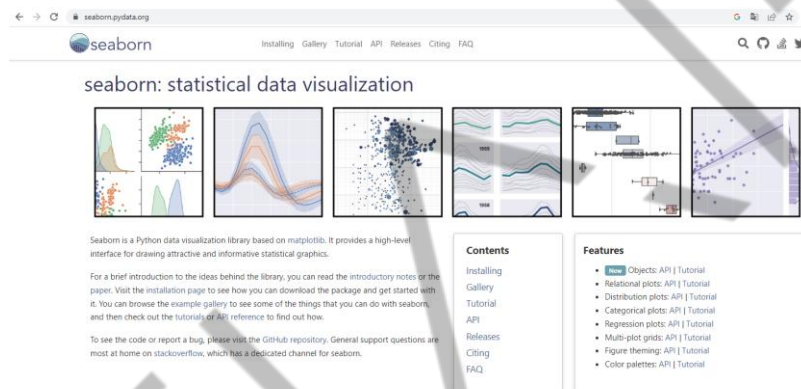 seaborn.pydata.org
seaborn
Installing Gallery Tutorial API Releases Citing FAQ
seaborn: statistical data visualization
Seaborn is a Python data visualization library based on matplotlib. It provides a high-level
interface for drawing attractive and informative statistical graphics.
For a brief introduction to the ideas behind the library, you can read the introductory notes or the
paper. Visit the installation page to see how you can download the package and get started with
it. You can browse the example gallery to see some of the things that you can do with seaborn,
and then check out the tutorials or API reference to find out how.
To see the code or report a bug, please visit the GitHub repository. General support questions are
most at home on stackoverflow, which has a dedicated channel for seaborn.
Contents
Installing
Gallery
Tutorial
API
Releases
Citing
FAQ
Features
New Objects: API | Tutorial
Relational plots: API | Tutorial
Distribution plots: API | Tutorial
Categorical plots: API | Tutorial
Regression plots: API | Tutorial
Multi-plot grids: API | Tutorial
Figure theming: API | Tutorial
Color palettes: API | Tutorial